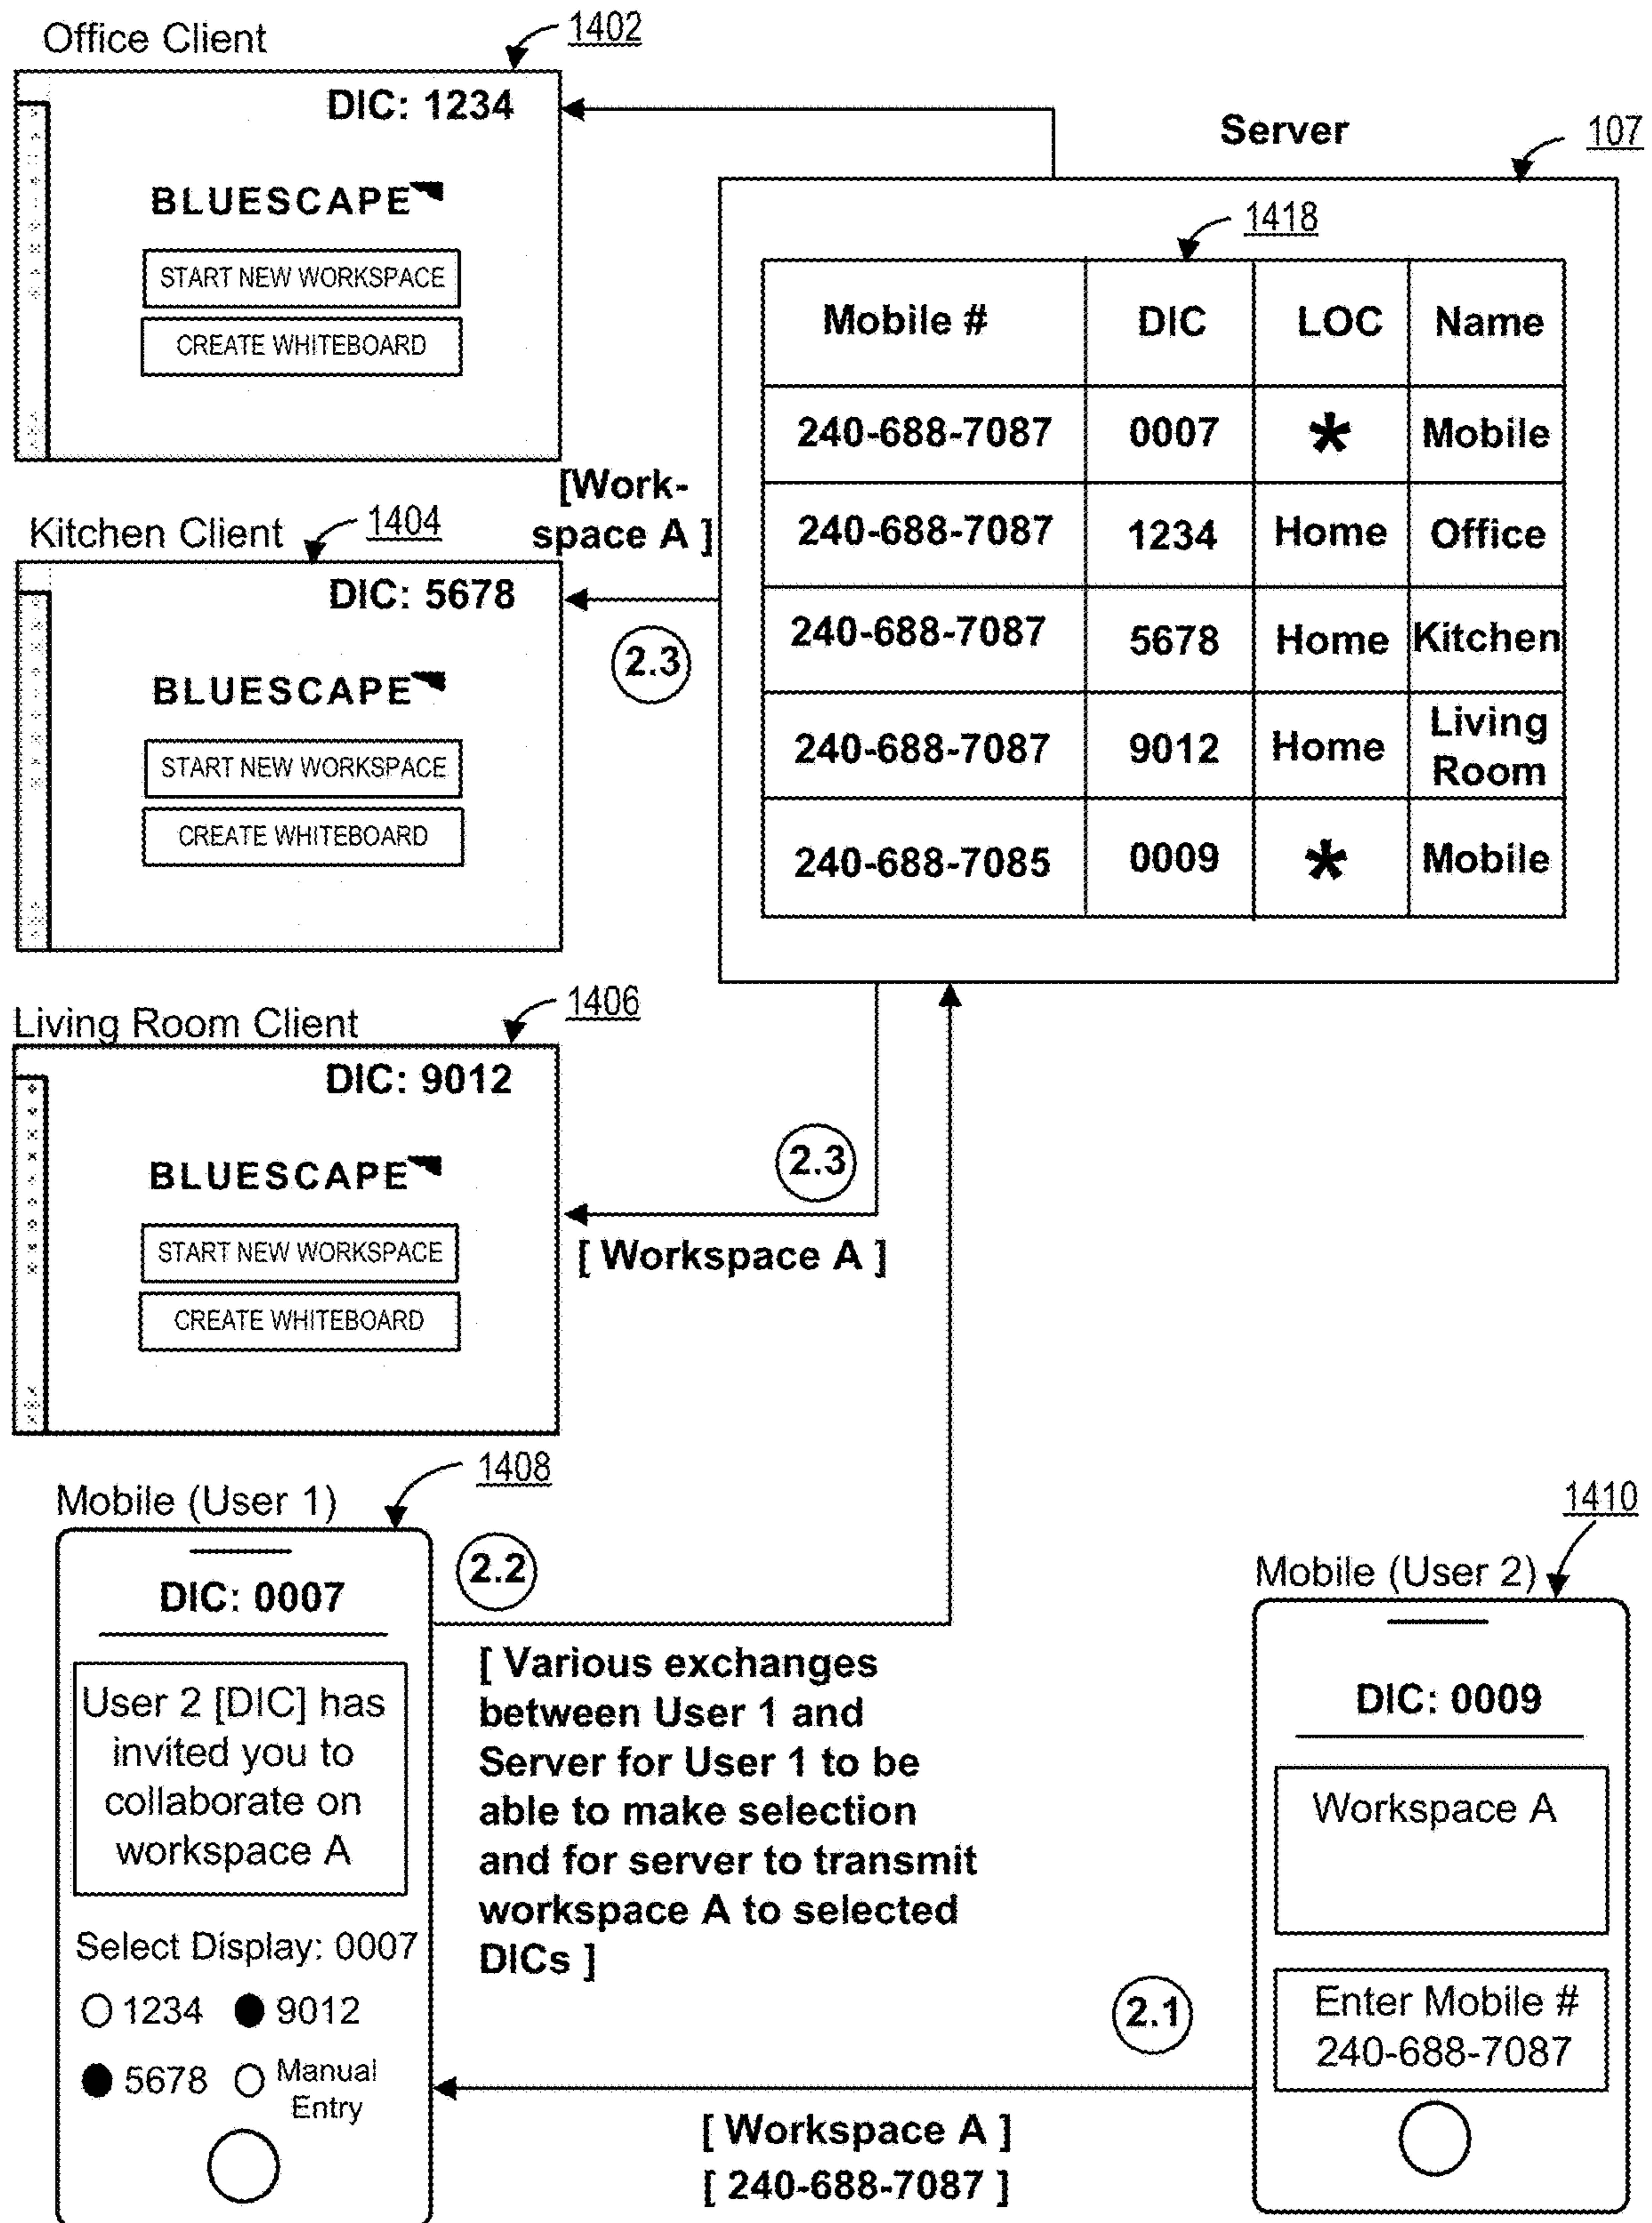 Office Client
1402
DIC: 1234
BLUESCAPE
START NEW WORKSPACE
CREATE WHITEBOARD
Server
107
1418
Mobile # DIC LOC Name
240-688-7087 0007 * Mobile
240-688-7087 1234 Home Office
240-688-7087 5678 Home Kitchen
240-688-7087 9012 Home Living
Room
240-688-7085 0009 * Mobile
[Work-
space A ]
2.3
Kitchen Client
1404
DIC: 5678
BLUESCAPE
START NEW WORKSPACE
CREATE WHITEBOARD
Living Room Client
1406
DIC: 9012
BLUESCAPE
START NEW WORKSPACE
CREATE WHITEBOARD
2.3
[ Workspace A ]
Mobile (User 1)
1408
DIC: 0007
User 2 [DIC] has
invited you to
collaborate on
workspace A
Select Display: 0007
1234 9012
5678 Manual
Entry
2.2
[ Various exchanges
between User 1 and
Server for User 1 to be
able to make selection
and for server to transmit
workspace A to selected
DICs ]
1410
Mobile (User 2)
DIC: 0009
Workspace A
Enter Mobile #
240-688-7087
2.1
[ Workspace A ]
[ 240-688-7087 ]